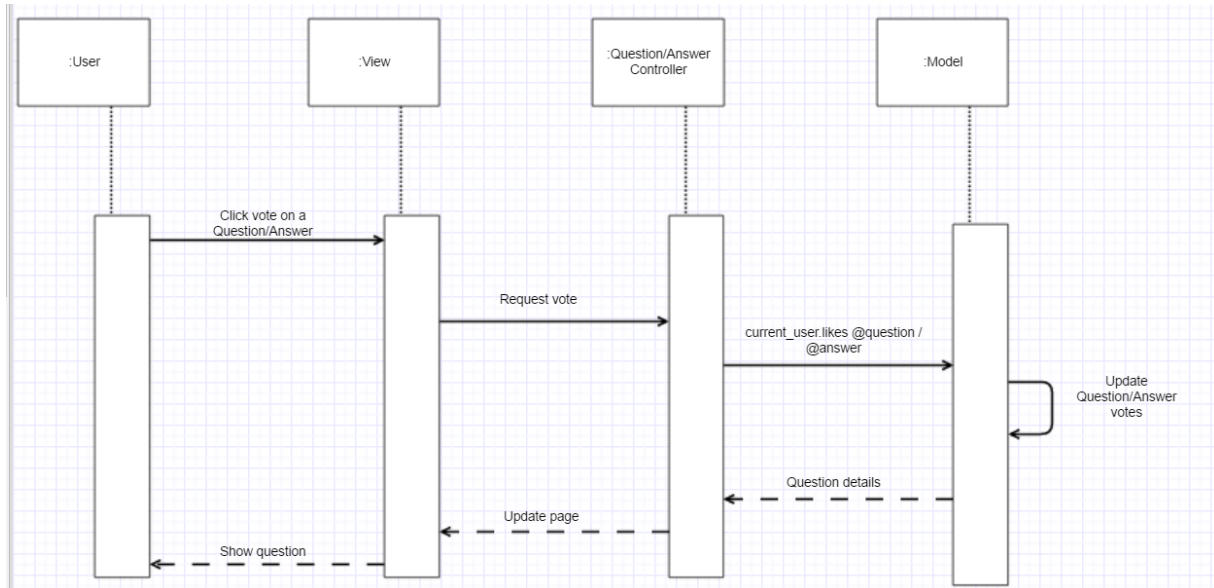 :User
:View
:Question/Answer
Controller
:Model
Click vote on a
Question/Answer
Request vote
current_user.likes @question /
@answer
Update
Question/Answer
votes
Question details
Update page
Show question